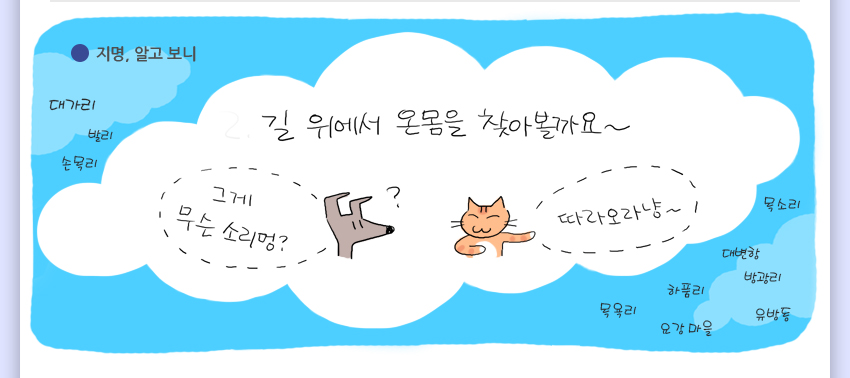 지명, 알고 보니
대가리
발리
손목리
2. 길 위에서 온몸을 찾아볼까요~
그게
무슨 소리멍?
?
따라오라냥~
목소리
대변항
방광리
하품리
목욕리
유방동
요강 마을